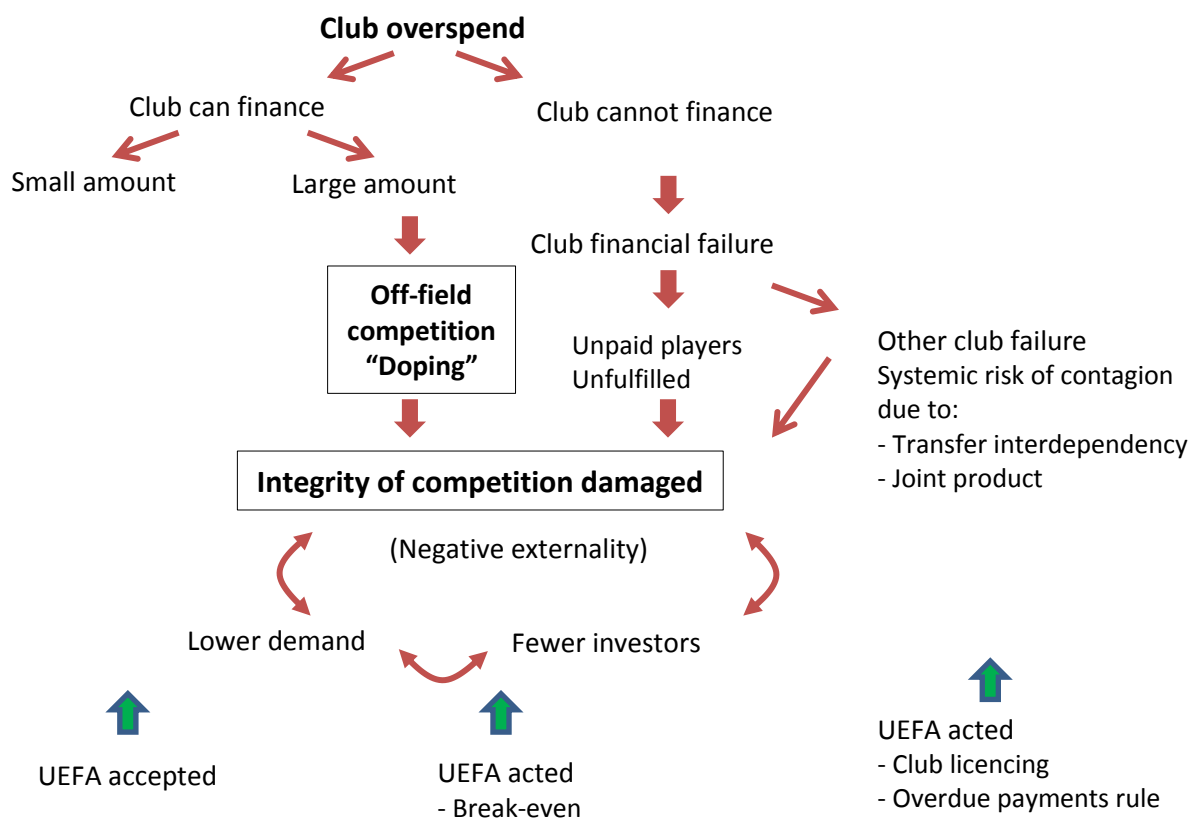 Club overspend
Club can finance
Club cannot finance
Small amount
Large amount
Club financial failure
Off-field
competition
“Doping”
Unpaid players
Unfulfilled
Other club failure
Systemic risk of contagion
due to:
- Transfer interdependency
- Joint product
Integrity of competition damaged
(Negative externality)
Lower demand
Fewer investors
UEFA accepted
UEFA acted
- Break-even
UEFA acted
- Club licencing
- Overdue payments rule